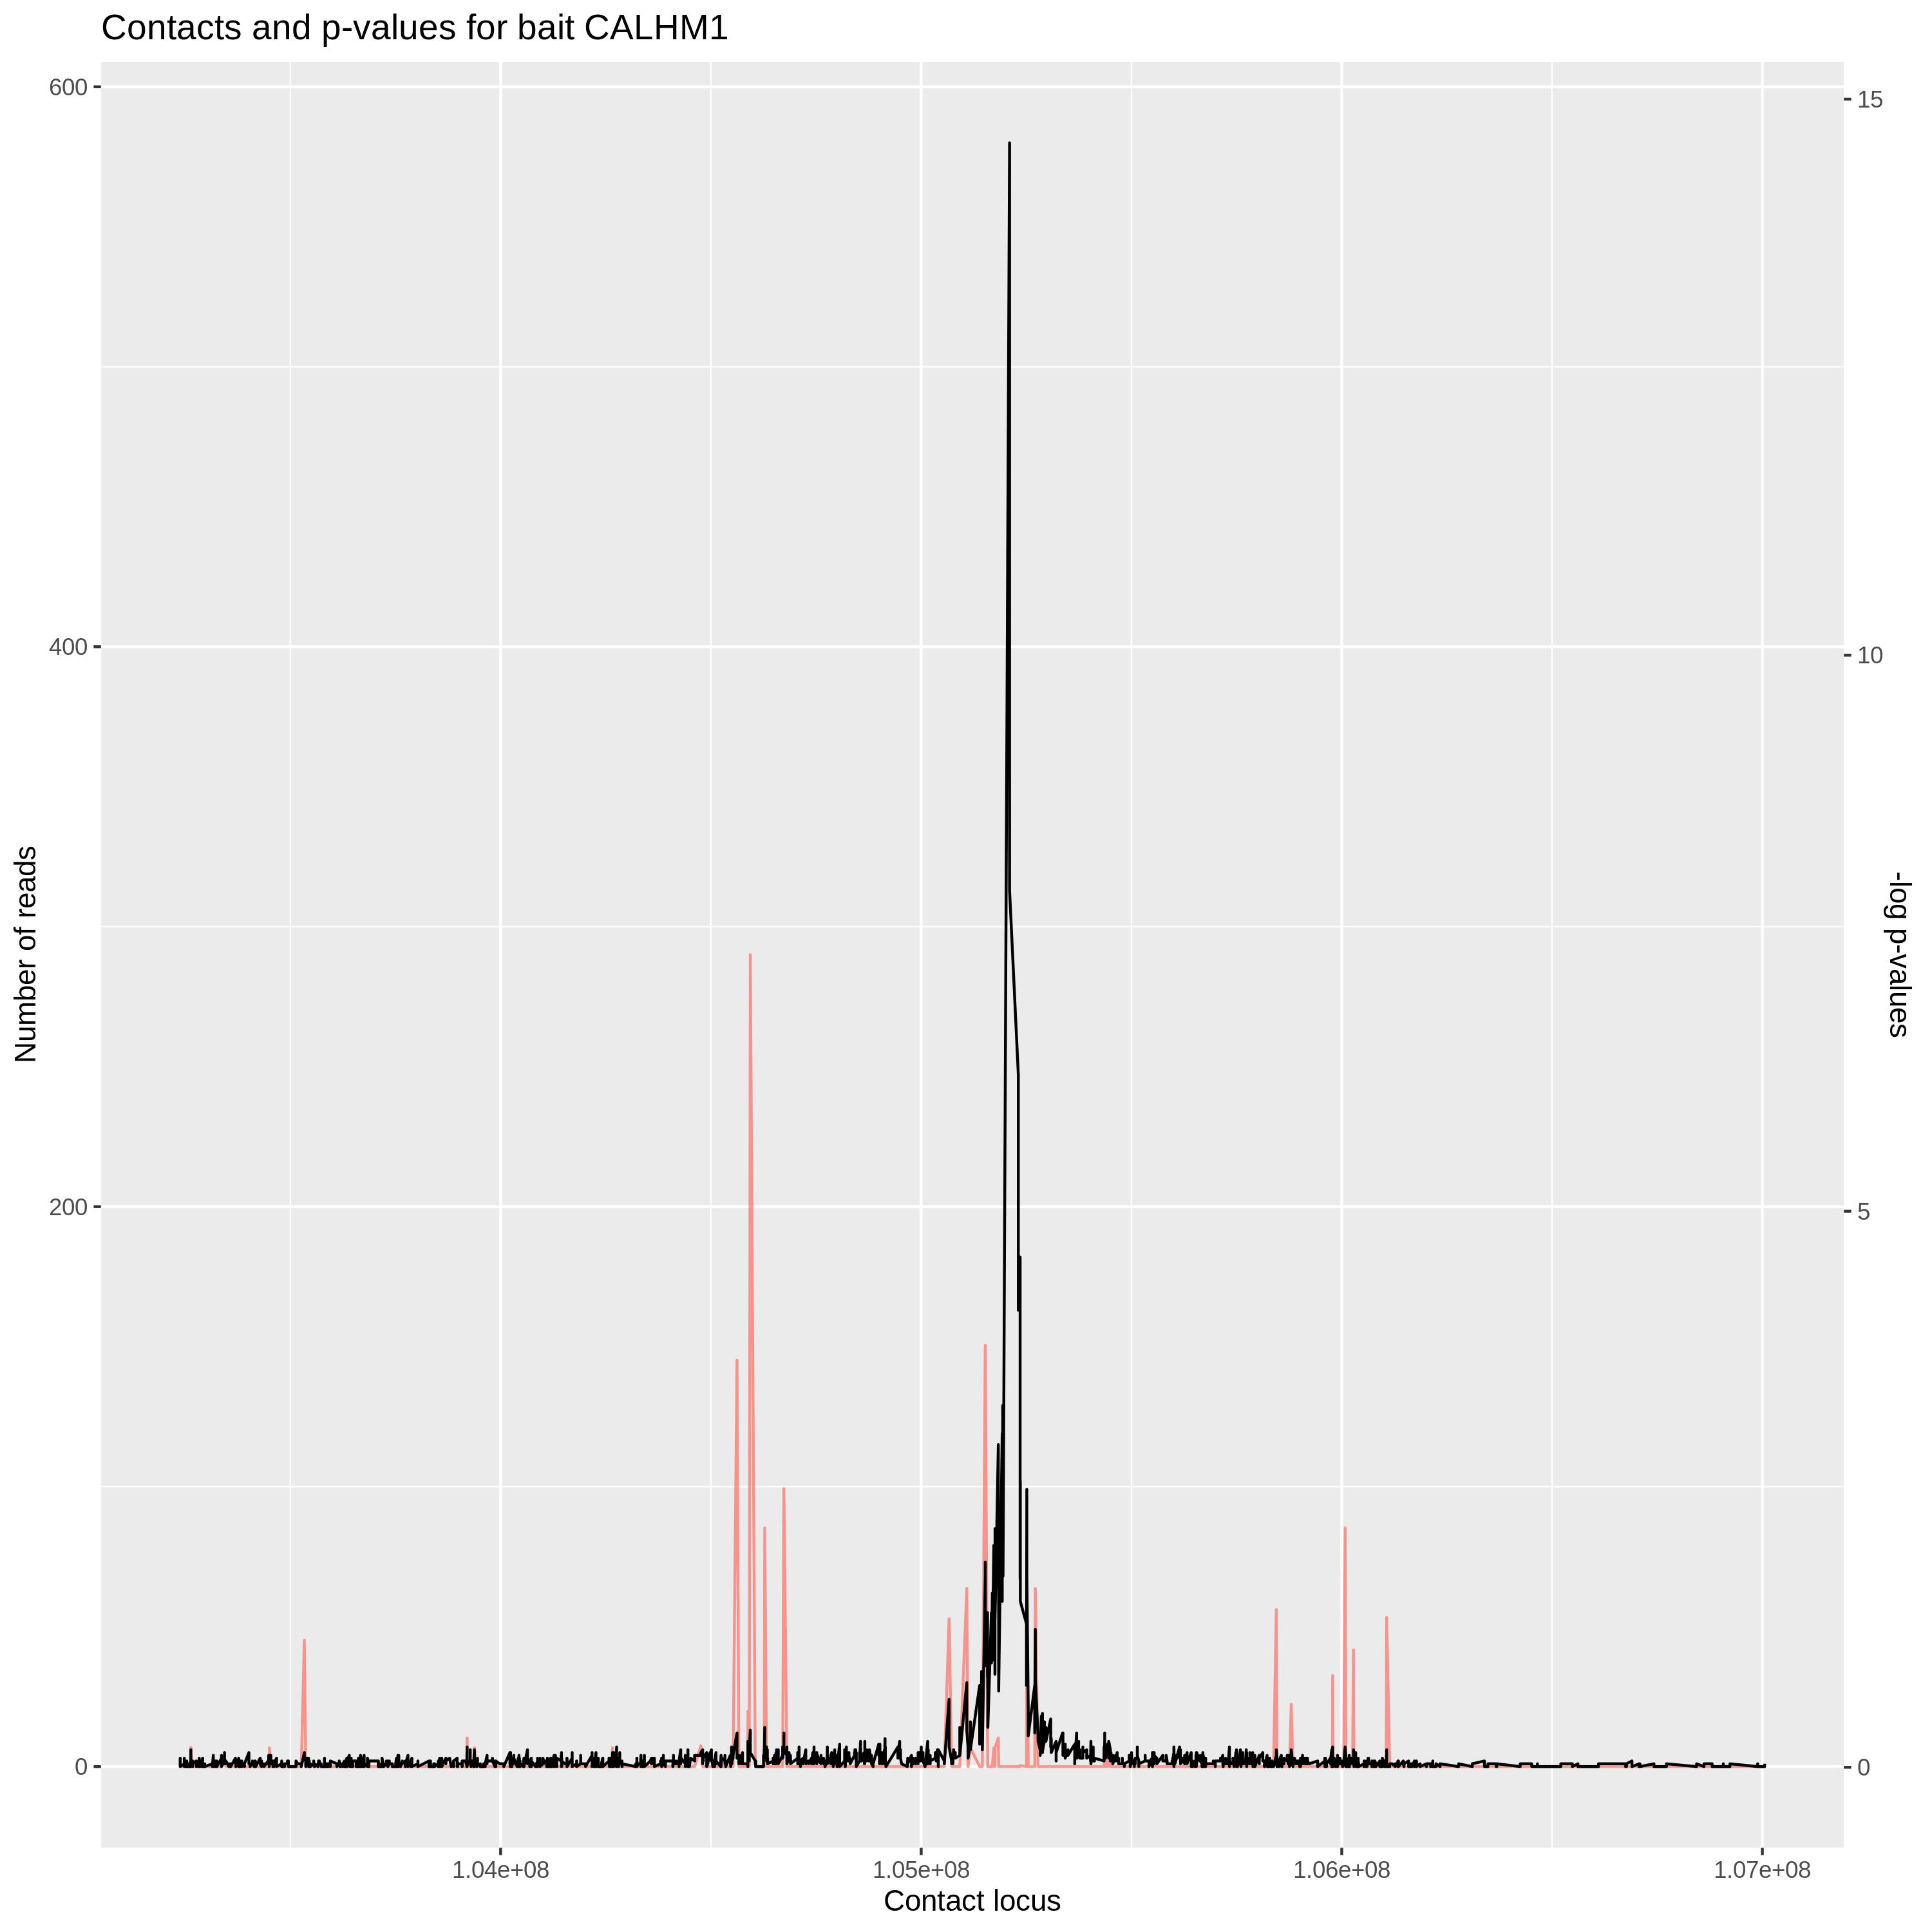 Contacts and p-values for bait CALHM1
600
400
200
0
Number of reads
15
10
5
0
-log p-values
1.04e+08
1.05e+08
1.06e+08
1.07e+08
Contact locus